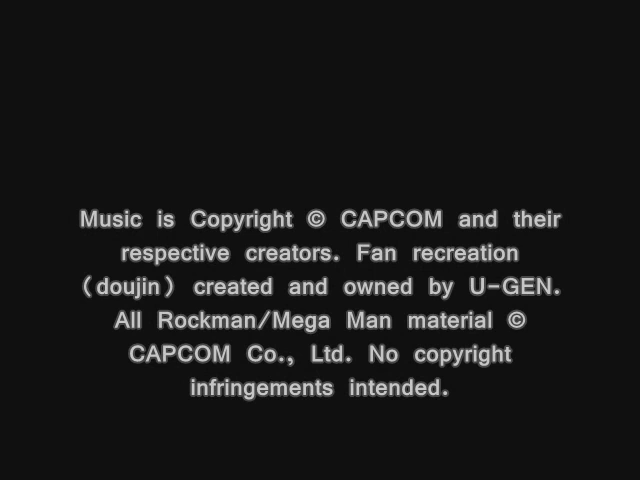 Music is Copyright © CAPCOM and their
respective creators. Fan recreation
(doujin) created and owned by U-GEN.
All Rockman/Mega Man material ©
CAPCOM Co., Ltd. No copyright
infringements intended.